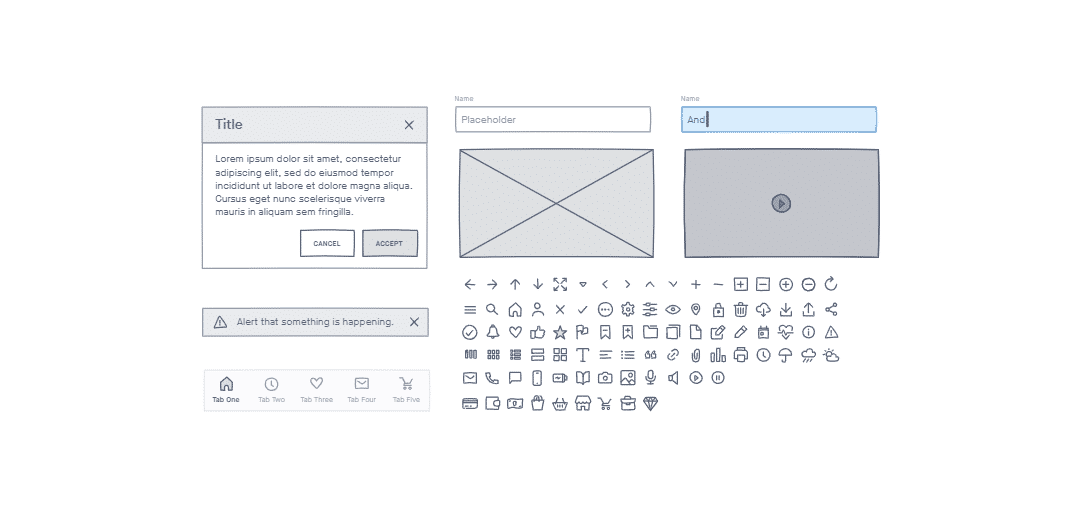 Title
Lorem ipsum dolor sit amet, consectetur
adipiscing elit, sed do eiusmod tempor
incididunt ut labore et dolore magna aliqua.
Cursus eget nunc scelerisque viverra
mauris in aliquam sem fringilla.
CANCEL ACCEPT
Alert that something is happening.
Tab One Tab Two Tab Three Tab Four Tab Five
Name
Placeholder
Name
And